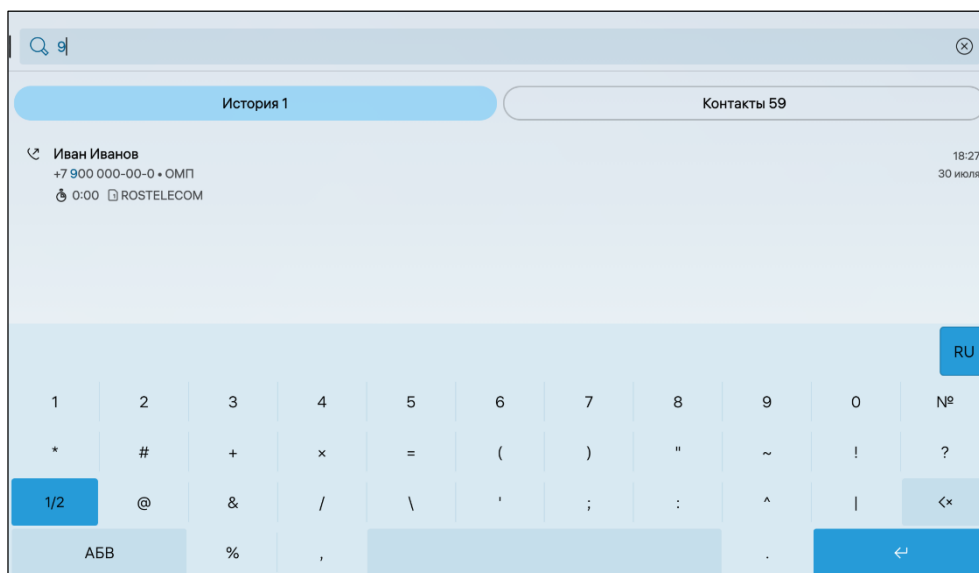 9
История 1 Контакты 59
Иван Иванов 18:27
+7 900 000-00-0 • ОМП 30 июля
0:00 1 ROSTELECOM
RU
1 2 3 4 5 6 7 8 9 0 №
* # + × = ( ) " ~ ! ?
1/2 @ & / \ ' ; : ^ |
АБВ % , .